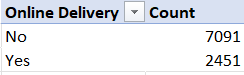 Online Delivery Count
No 7091
Yes 2451